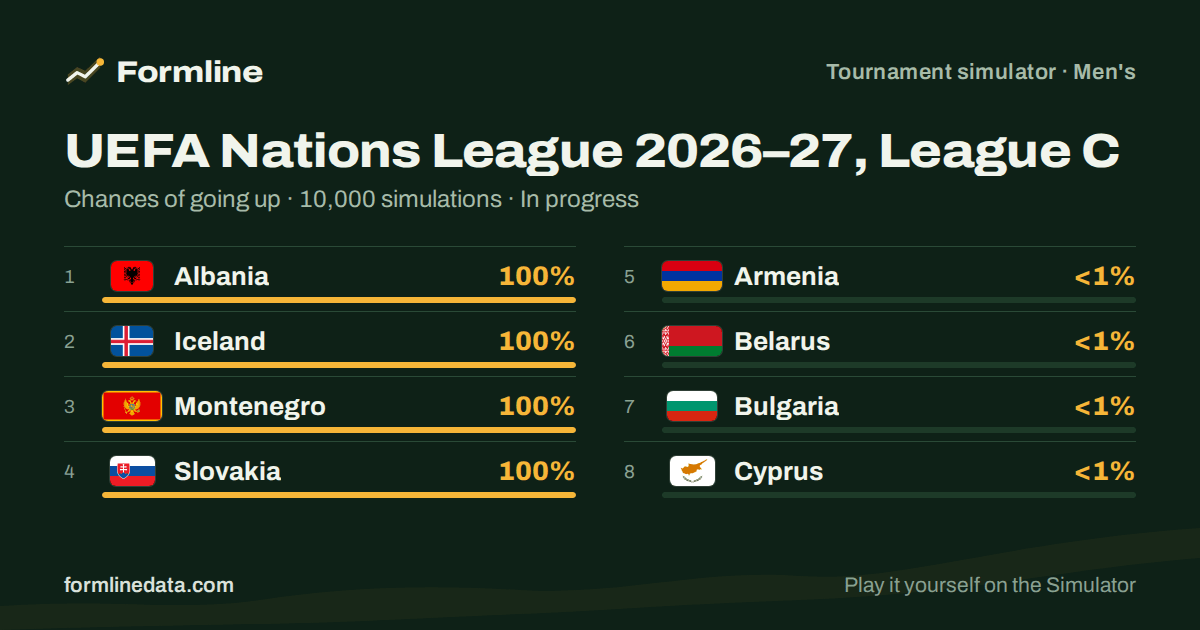 Formline
Tournament simulator · Men's
UEFA Nations League 2026–27, League C
Chances of going up · 10,000 simulations · In progress
1 Albania 100%
2 Iceland 100%
3 Montenegro 100%
4 Slovakia 100%
5 Armenia <1%
6 Belarus <1%
7 Bulgaria <1%
8 Cyprus <1%
formlinedata.com
Play it yourself on the Simulator